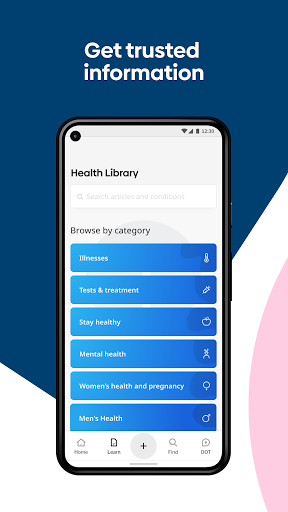 Get trusted
information
12:30
Health Library
Search articles and conditions
Browse by category
Illnesses
Tests & treatment
Stay healthy
Mental health
Women's health and pregnancy
Men's Health
Home
Learn
+
Find
DOT